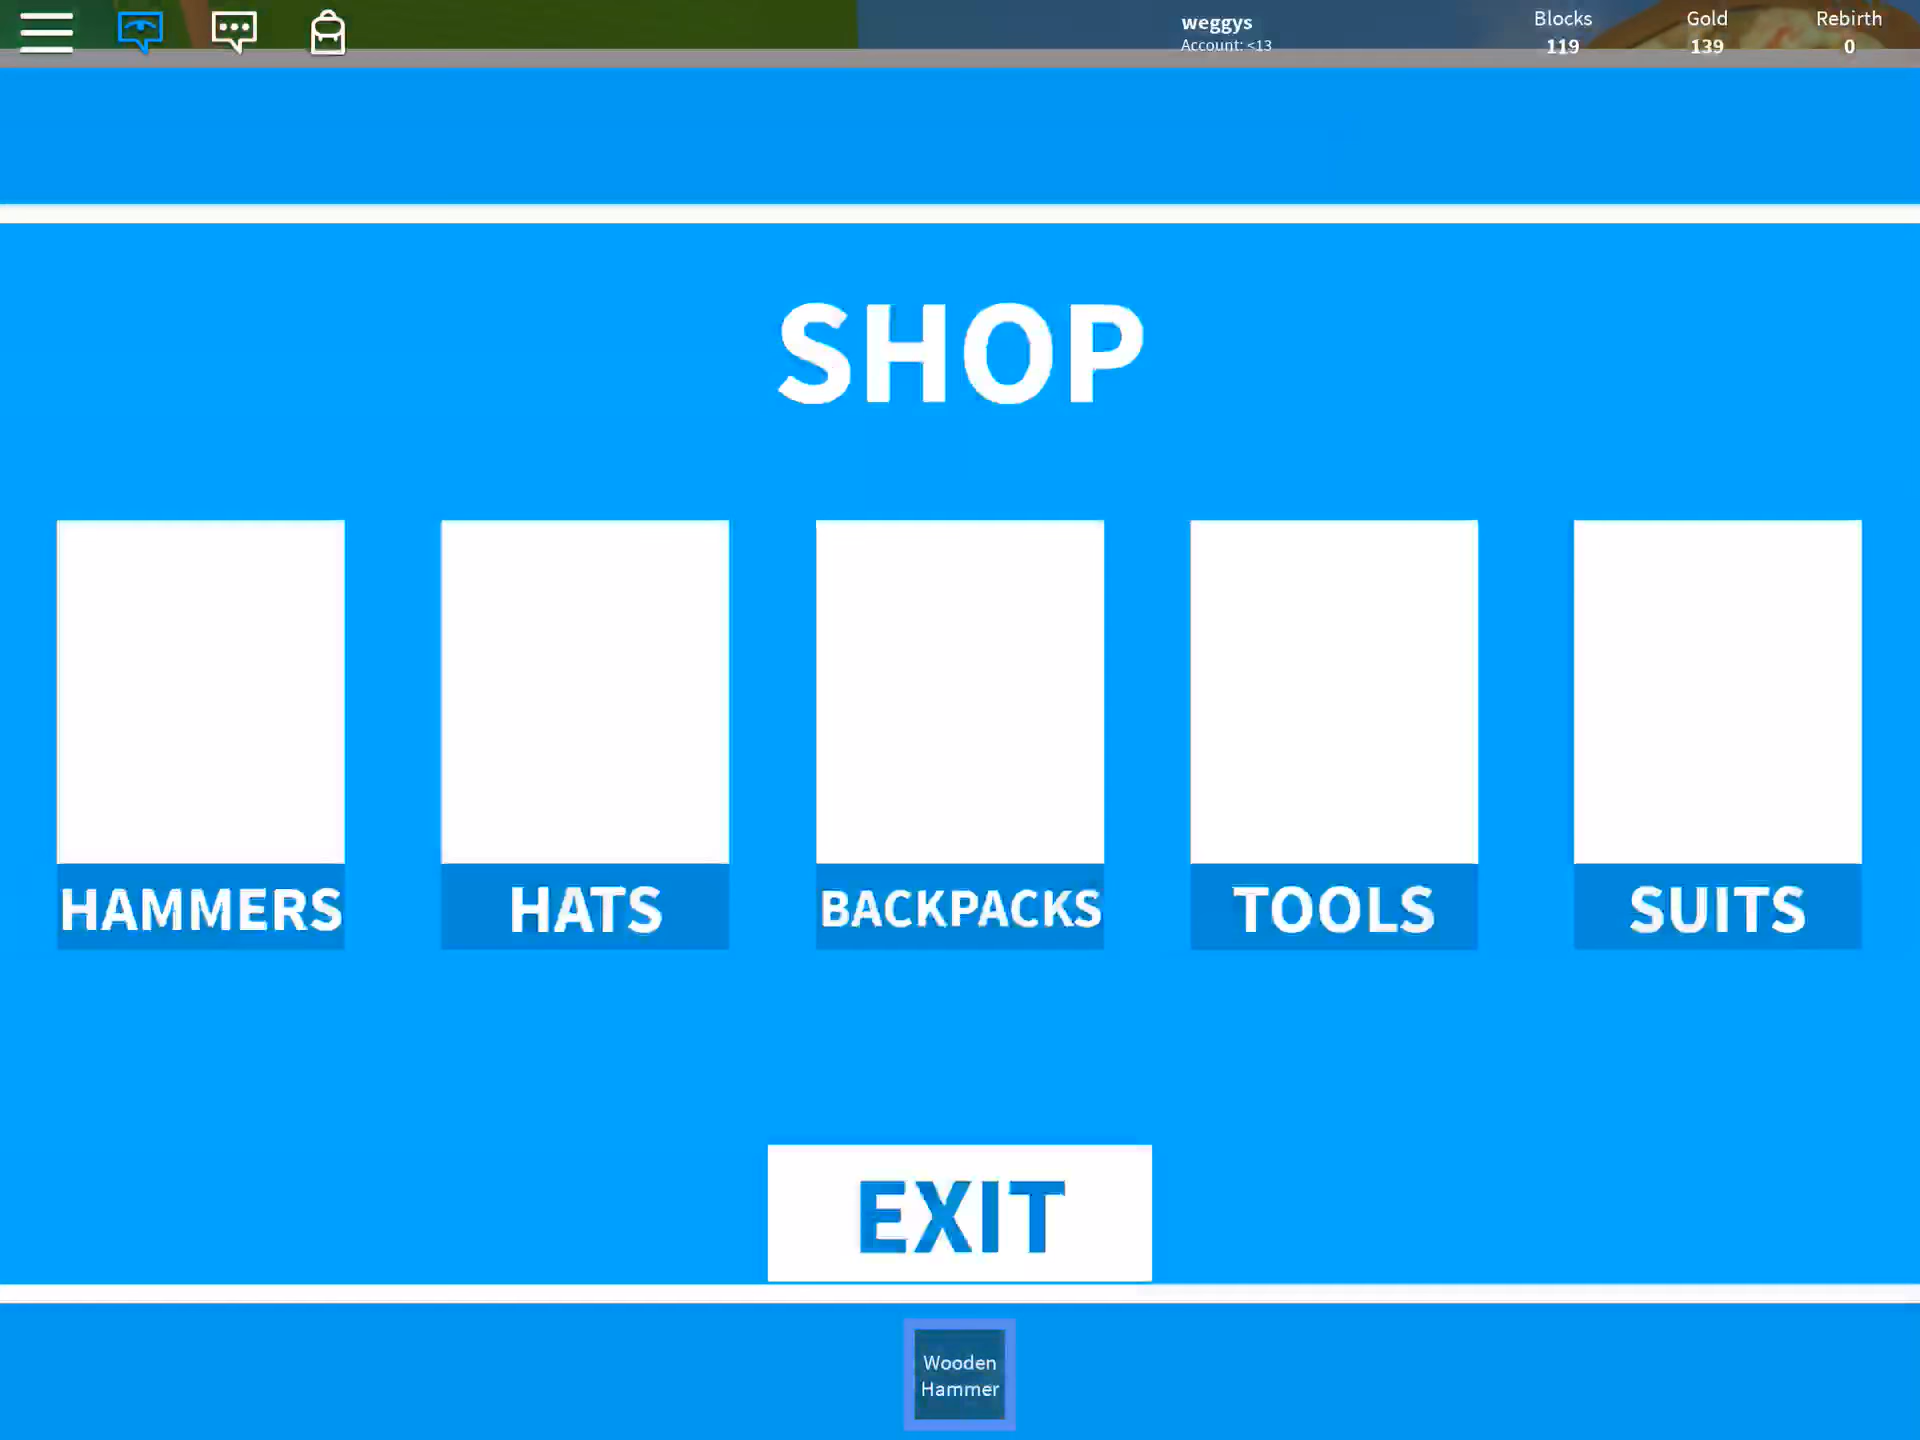 weggys
Account: <13
Blocks
119
Gold
139
Rebirth
0
SHOP
HAMMERS
HATS
BACKPACKS
TOOLS
SUITS
EXIT
Wooden
Hammer